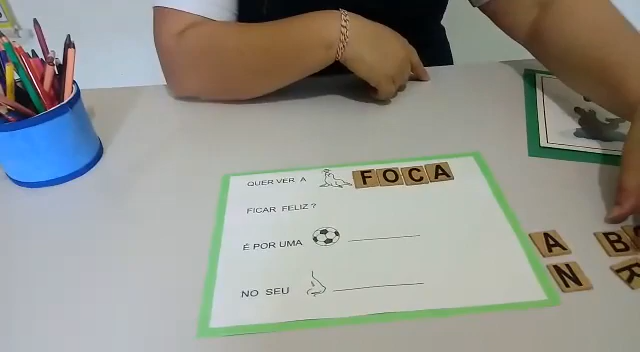 QUER VER A FOCA
FICAR FELIZ?
É POR UMA
NO SEU
A B
N R